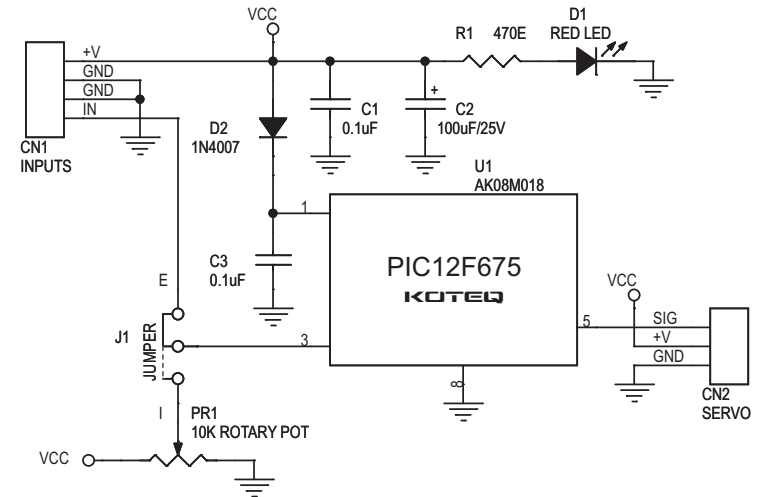 VCC
D1
R1 470E RED LED
+V
GND
GND
IN
CN1
INPUTS
+
C1
0.1uF
C2
100uF/25V
D2
1N4007
U1
AK08M018
1
PIC12F675
KOTEQ
C3
0.1uF
E
VCC
5
SIG
+V
GND
J1
JUMPER
3
8
CN2
SERVO
I
PR1
10K ROTARY POT
VCC